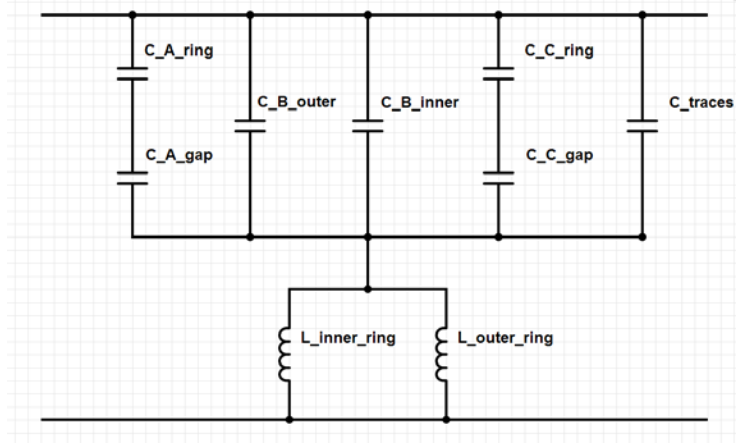 C_A_ring
C_C_ring
C_B_outer
C_B_inner
C_traces
C_A_gap
C_C_gap
L_inner_ring
L_outer_ring